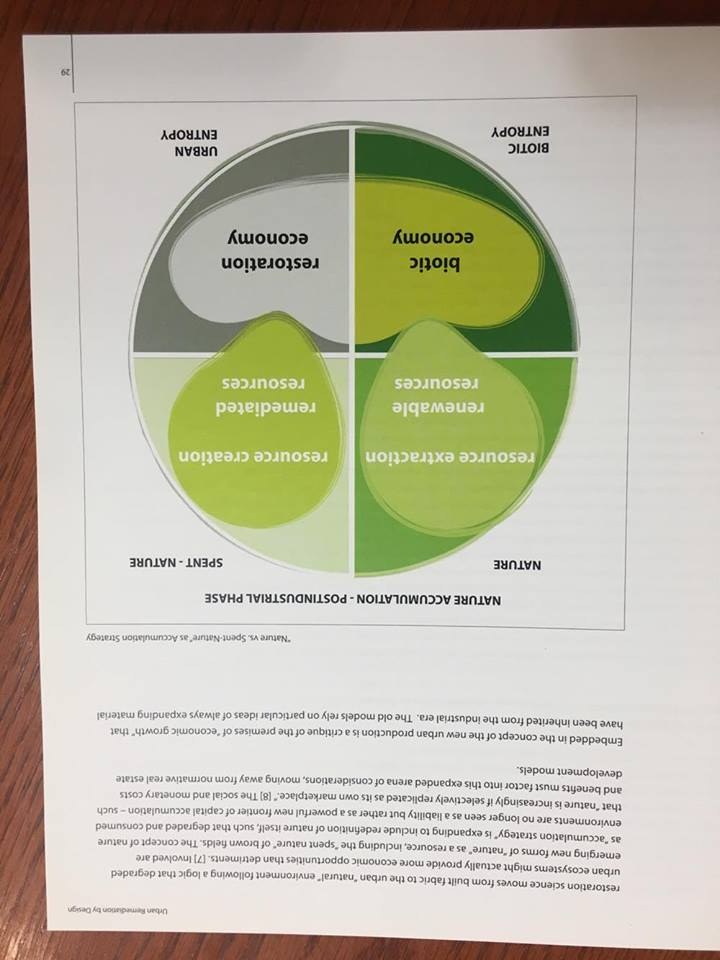 Urban Remediation by Design
restoration science moves from built fabric to the urban "natural" environment following a logic that degraded
urban ecosystems might actually provide more economic opportunities than detriments. [7] Involved are
emerging new forms of "nature" as a resource, including the "spent nature" of brown fields. The concept of nature
as "accumulation strategy" is expanding to include redefinition of nature itself, such that degraded and consumed
environments are no longer seen as a liability but rather as a powerful new frontier of capital accumulation – such
that "nature is increasingly if selectively replicated as its own marketplace." [8] The social and monetary costs
and benefits must factor into this expanded arena of considerations, moving away from normative real estate
development models.
Embedded in the concept of the new urban production is a critique of the premises of "economic growth" that
have been inherited from the industrial era. The old models rely on particular ideas of always expanding material
"Nature vs. Spent-Nature" as Accumulation Strategy
NATURE ACCUMULATION - POSTINDUSTRIAL PHASE
NATURE
SPENT - NATURE
resource extraction
renewable
resources
resource creation
remediated
resources
biotic
economy
restoration
economy
BIOTIC
ENTROPY
URBAN
ENTROPY
29